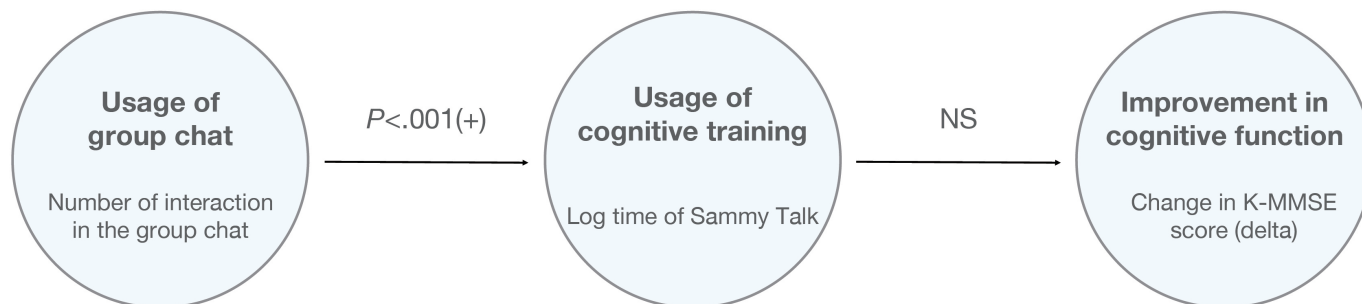 Usage of
group chat
Number of interaction
in the group chat
P<.001(+)
Usage of
cognitive training
Log time of Sammy Talk
NS
Improvement in
cognitive function
Change in K-MMSE
score (delta)